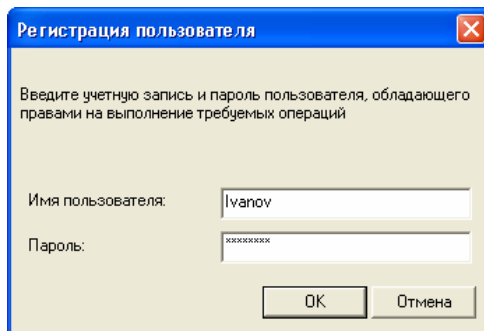 Регистрация пользователя
Введите учетную запись и пароль пользователя, обладающего
правами на выполнение требуемых операций
Имя пользователя: Ivanov
Пароль: ********
OK Отмена